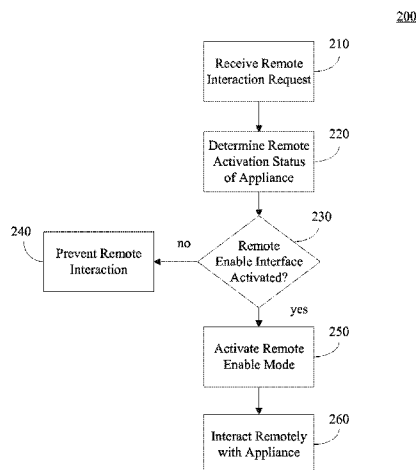 200
210
Receive Remote
Interaction Request
220
Determine Remote
Activation Status
of Appliance
230
Remote
Enable Interface
Activated?
no
240
Prevent Remote
Interaction
yes
250
Activate Remote
Enable Mode
260
Interact Remotely
with Appliance